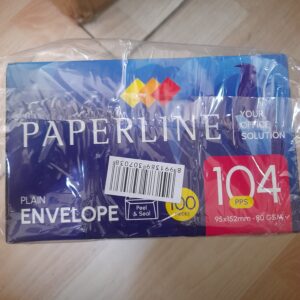 PAPERLINE
YOUR
OFFICE
SOLUTION
PLAIN
ENVELOPE
Peel
& Seal
100
104
PPS
95x152mm - 80 GSM